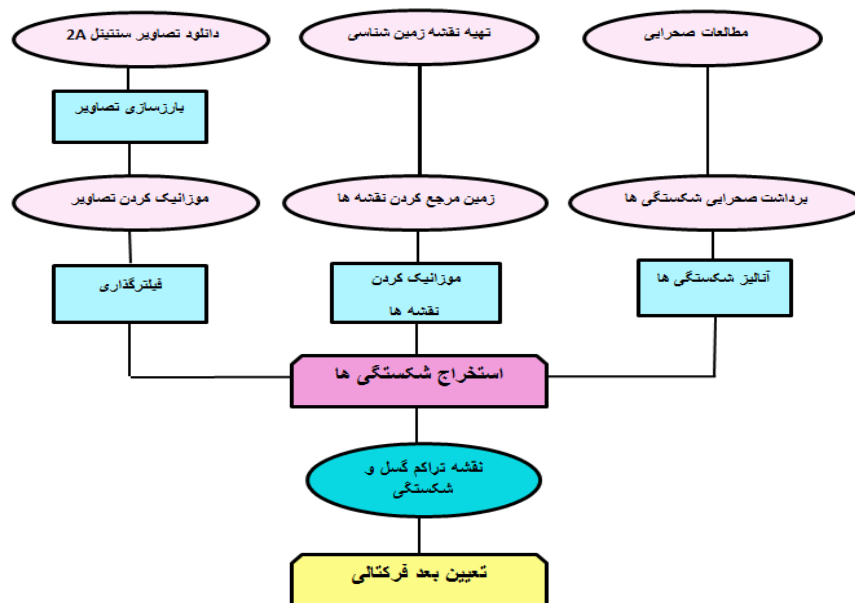 مطالعات صحرایی
تهیه نقشه زمین شناسی
دانلود تصاویر سنتینل 2A
بارزسازی تصاویر
برداشت صحرایی شکستگی ها
زمین مرجع کردن نقشه ها
موزائیک کردن تصاویر
آنالیز شکستگی ها
موزائیک کردن
نقشه ها
فیلترگذاری
استخراج شکستگی ها
نقشه تراکم گسل و
شکستگی
تعیین بعد فرکتالی